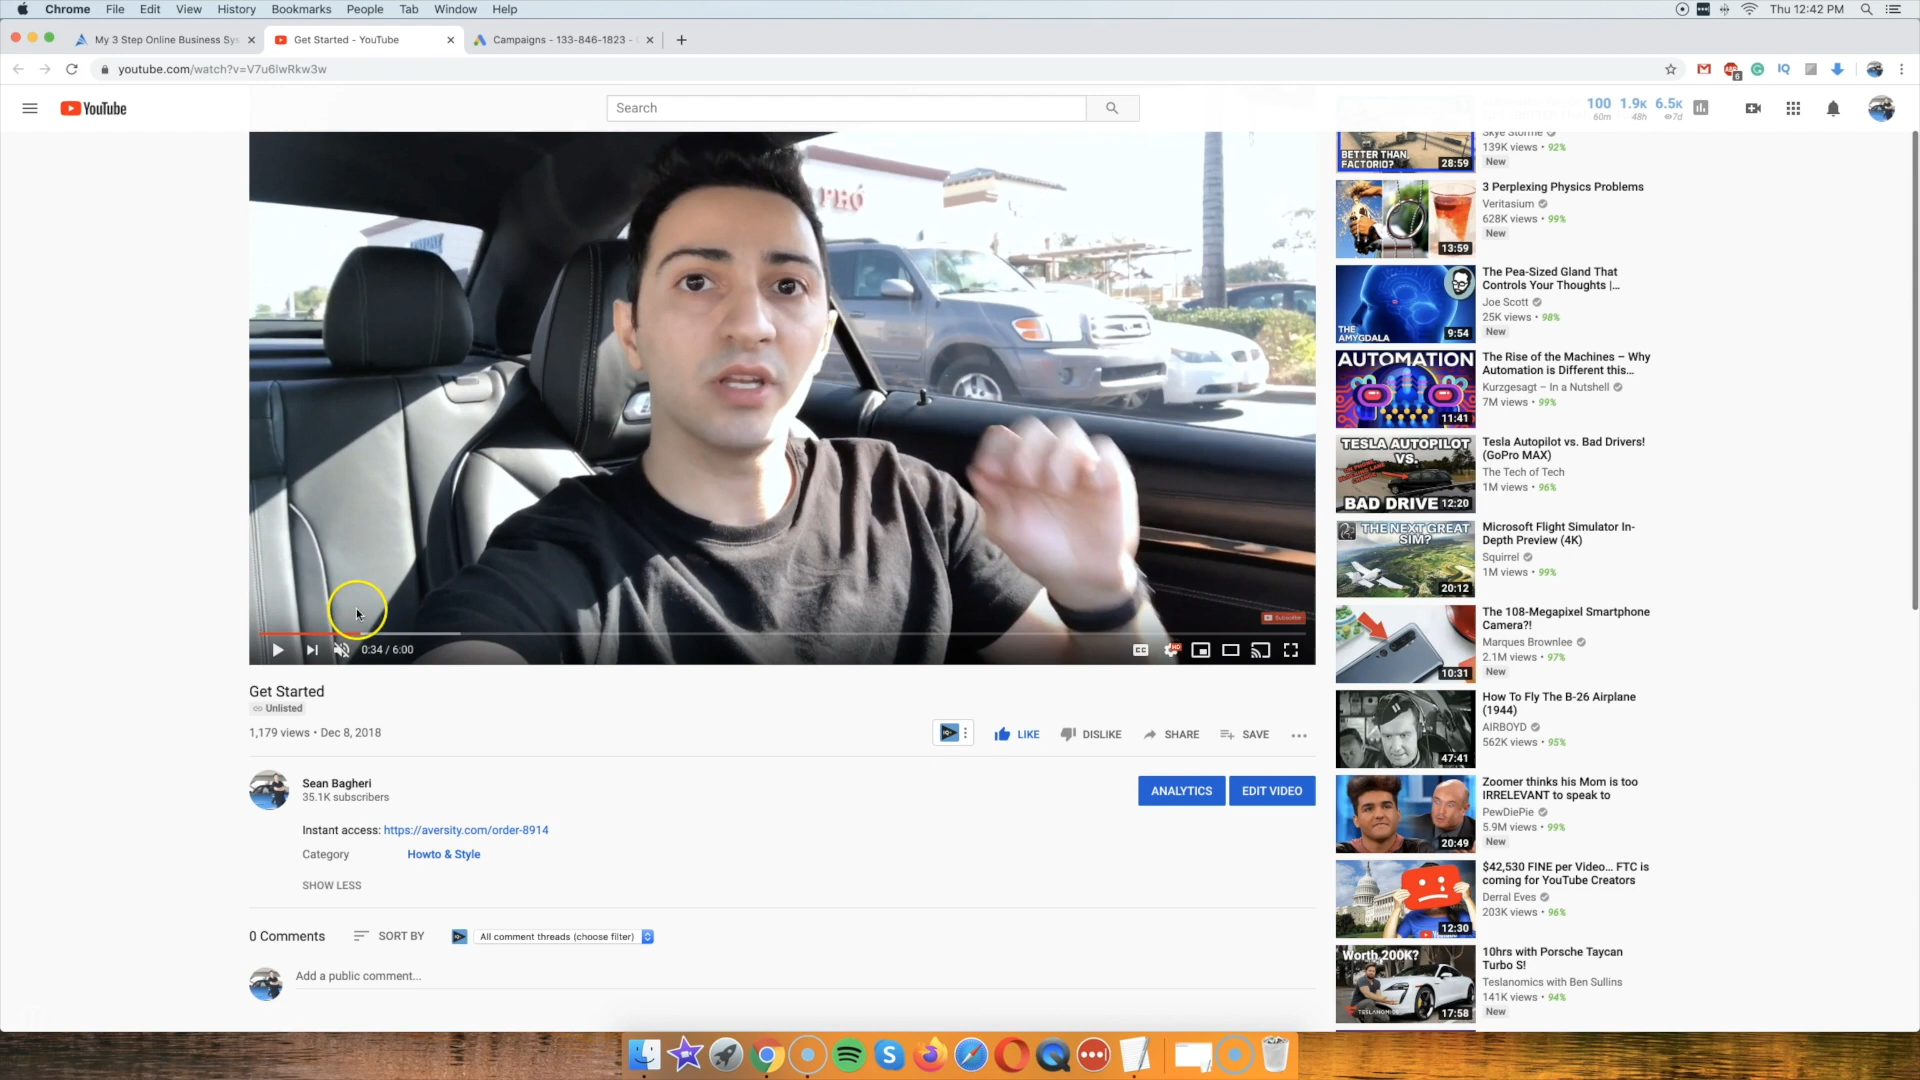 Chrome File Edit View History Bookmarks People Tab Window Help
Thu 12:42 PM
My 3 Step Online Business Sys
Get Started - YouTube
Campaigns - 133-846-1823 -
youtube.com/watch?v=V7u6lwRkw3w
6
IQ
YouTube
Search
100 1.9K 6.5K
60m 48h 7d
PHỞ
Subscribe
0:34 / 6:00
CC
HD
Get Started
Unlisted
1,179 views • Dec 8, 2018
LIKE DISLIKE SHARE SAVE
Sean Bagheri
35.1K subscribers
ANALYTICS EDIT VIDEO
Instant access: https://aversity.com/order-8914
Category Howto & Style
SHOW LESS
0 Comments SORT BY All comment threads (choose filter)
Add a public comment...
BETTER THAN FACTORIO?
28:59
Skye Storme
139K views • 92%
New
13:59
3 Perplexing Physics Problems
Veritasium
628K views • 99%
New
THE AMYGDALA
9:54
The Pea-Sized Gland That
Controls Your Thoughts |...
Joe Scott
25K views • 98%
New
AUTOMATION
11:41
The Rise of the Machines – Why
Automation is Different this...
Kurzgesagt – In a Nutshell
7M views • 99%
TESLA AUTOPILOT
VS.
BAD DRIVE
12:20
Tesla Autopilot vs. Bad Drivers!
(GoPro MAX)
The Tech of Tech
1M views • 96%
THE NEXT GREAT
SIM?
20:12
Microsoft Flight Simulator In-
Depth Preview (4K)
Squirrel
1M views • 99%
10:31
The 108-Megapixel Smartphone
Camera?!
Marques Brownlee
2.1M views • 97%
New
47:41
How To Fly The B-26 Airplane
(1944)
AIRBOYD
562K views • 95%
20:49
Zoomer thinks his Mom is too
IRRELEVANT to speak to
PewDiePie
5.9M views • 99%
New
12:30
$42,530 FINE per Video... FTC is
coming for YouTube Creators
Derral Eves
203K views • 96%
Worth 200K?
TESLANOMICS
17:58
10hrs with Porsche Taycan
Turbo S!
Teslanomics with Ben Sullins
141K views • 94%
New